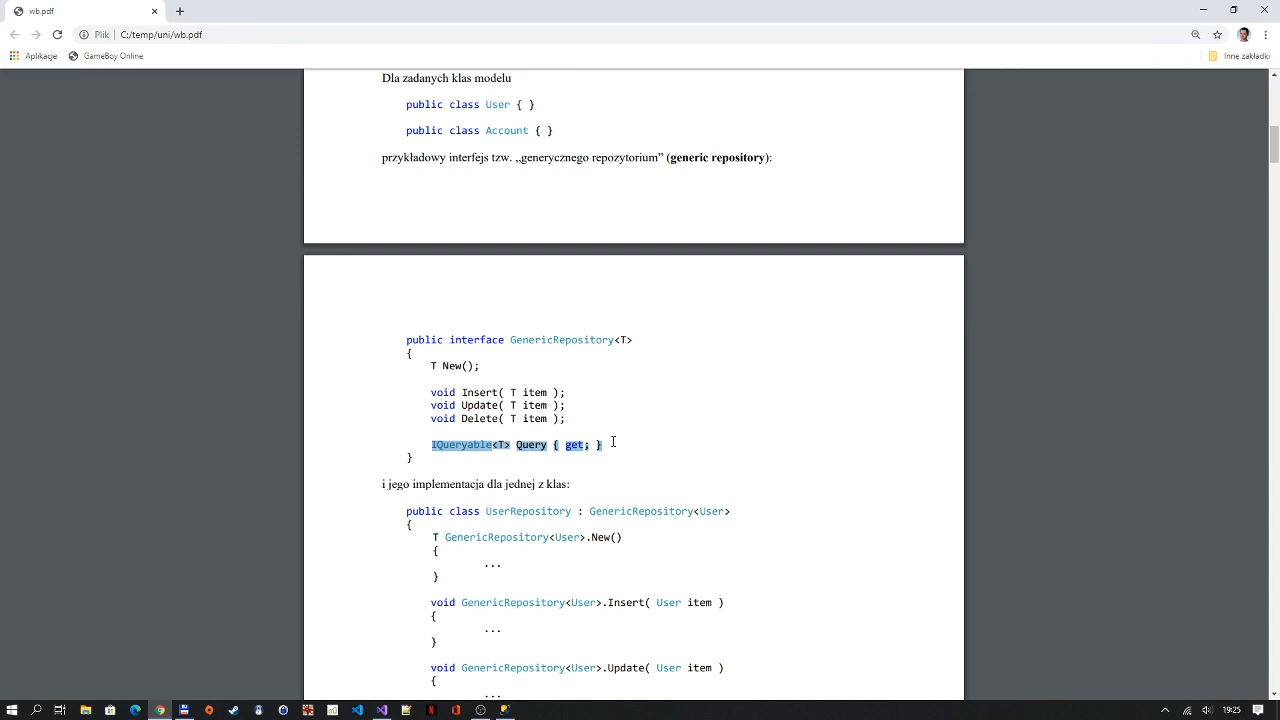 wb.pdf
Plik | C:/temp/uni/wb.pdf
Aplikacje GameBoy Online Inne zakładki
Dla zadanych klas modelu
public class User { }
public class Account { }
przykładowy interfejs tzw. „generycznego repozytorium” (generic repository):
public interface GenericRepository<T>
{
T New();
void Insert( T item );
void Update( T item );
void Delete( T item );
IQueryable<T> Query { get; }
}
i jego implementacja dla jednej z klas:
public class UserRepository : GenericRepository<User>
{
T GenericRepository<User>.New()
{
...
}
void GenericRepository<User>.Insert( User item )
{
...
}
void GenericRepository<User>.Update( User item )
{
...
19:25